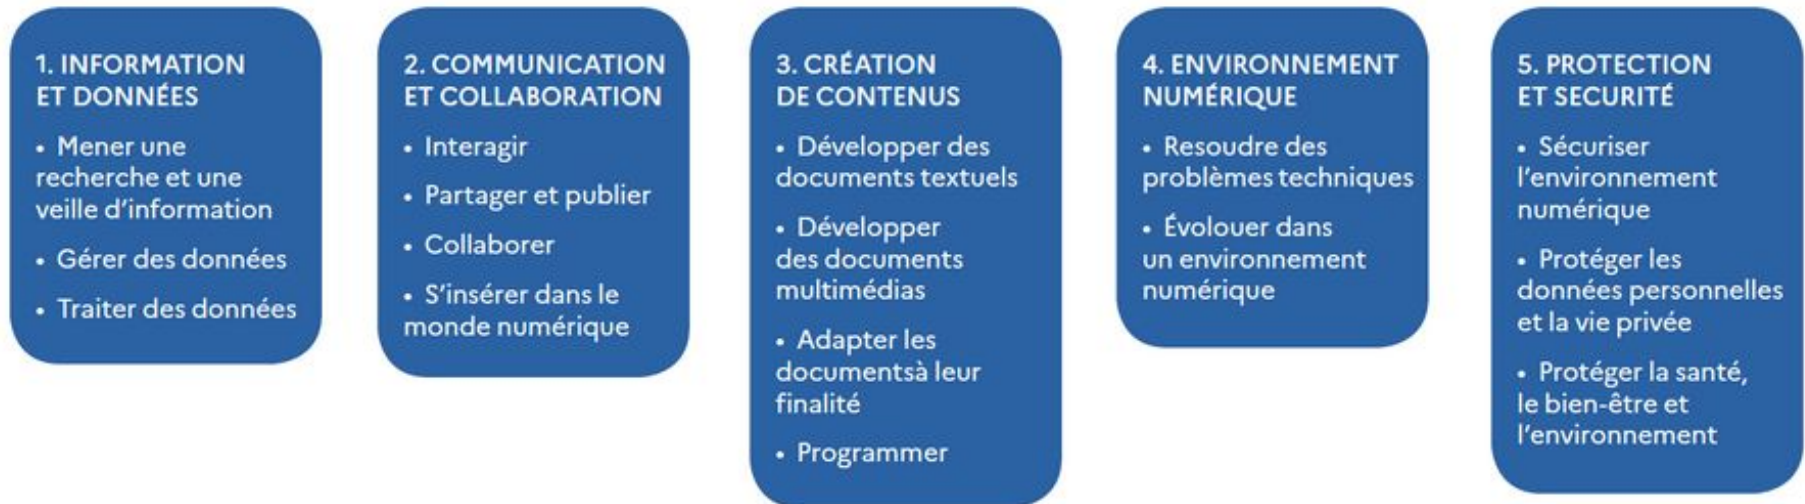 1. INFORMATION
ET DONNÉES
• Mener une
recherche et une
veille d'information
• Gérer des données
• Traiter des données
2. COMMUNICATION
ET COLLABORATION
• Interagir
• Partager et publier
• Collaborer
• S'insérer dans le
monde numérique
3. CRÉATION
DE CONTENUS
• Développer des
documents textuels
• Développer
des documents
multimédias
• Adapter les
documentsà leur
finalité
• Programmer
4. ENVIRONNEMENT
NUMÉRIQUE
• Resoudre des
problèmes techniques
• Évolouer dans
un environnement
numérique
5. PROTECTION
ET SECURITÉ
• Sécuriser
l'environnement
numérique
• Protéger les
données personnelles
et la vie privée
• Protéger la santé,
le bien-être et
l'environnement